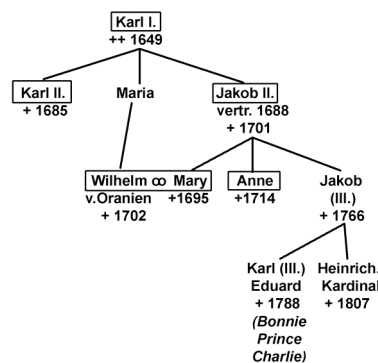 Karl I.
++ 1649
Karl II.
+ 1685
Maria
Jakob II.
vertr. 1688
+ 1701
Wilhelm ꝏ Mary
v.Oranien
+ 1702
+1695
Anne
+1714
Jakob
(III.)
+ 1766
Karl (III.)
Eduard
+ 1788
(Bonnie
Prince
Charlie)
Heinrich.
Kardinal
+ 1807